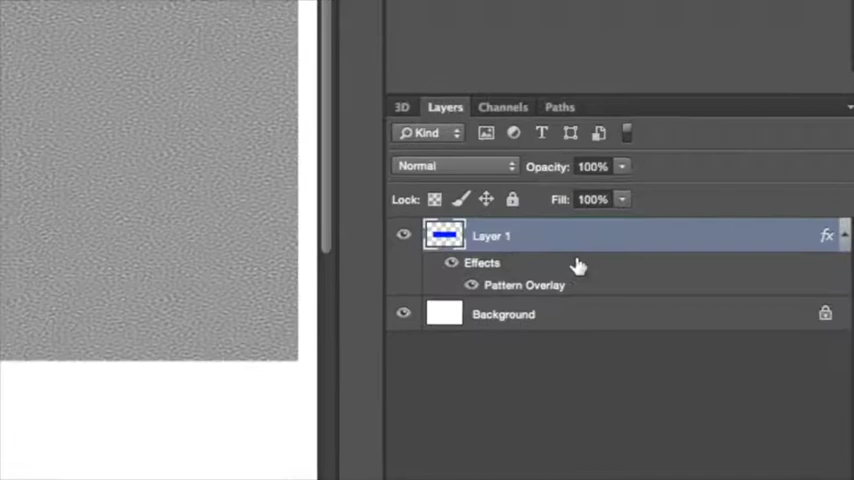 3D Layers Channels Paths
Kind
Normal Opacity: 100%
Lock: Fill: 100%
Layer 1 fx
Effects
Pattern Overlay
Background